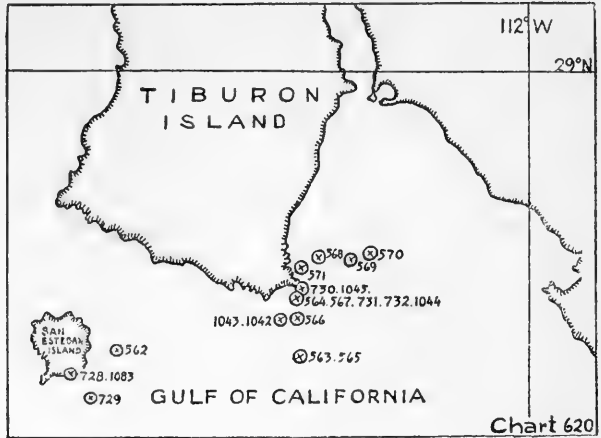 112° W
29° N
TIBURON
ISLAND
568
570
569
571
730.1045.
564.567.731.732.1044
1043.1042
566
SAN
ESTEBAN
ISLAND
562
563.565
728.1083
729
GULF OF CALIFORNIA
Chart 620